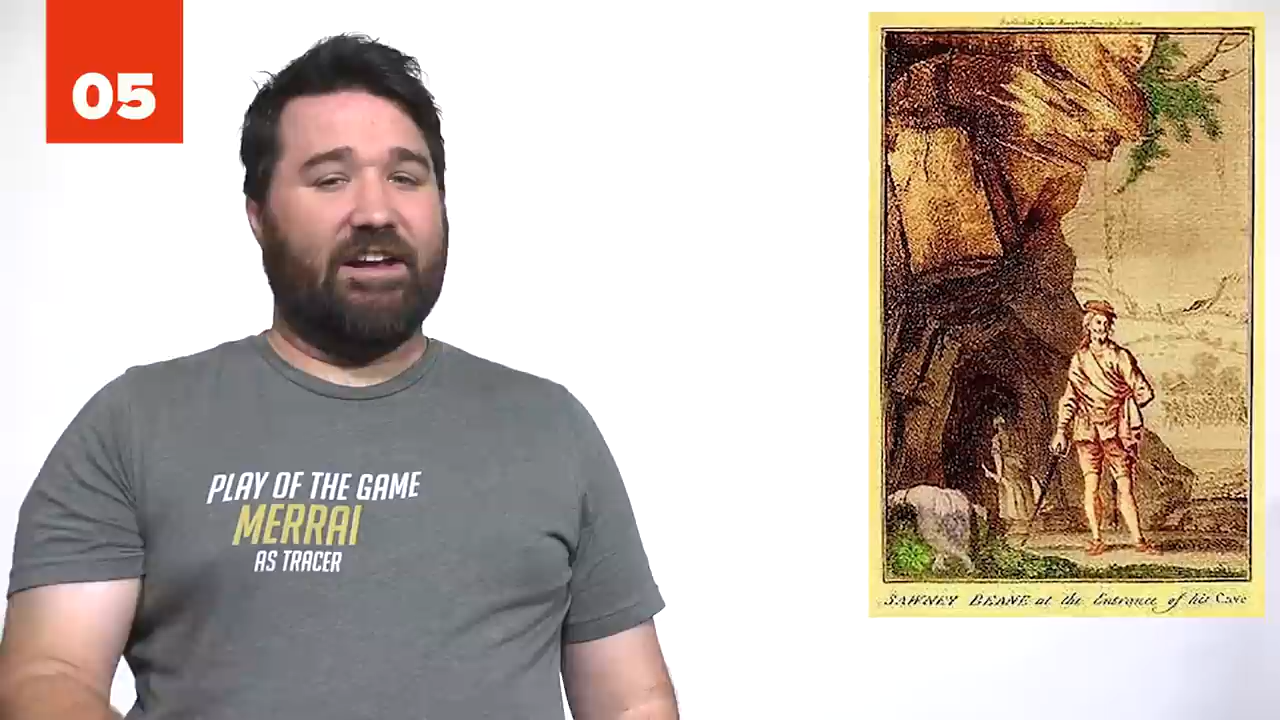 05
PLAY OF THE GAME
MERRAI
AS TRACER
SAWNEY BEANE at the Entrance of his Cave